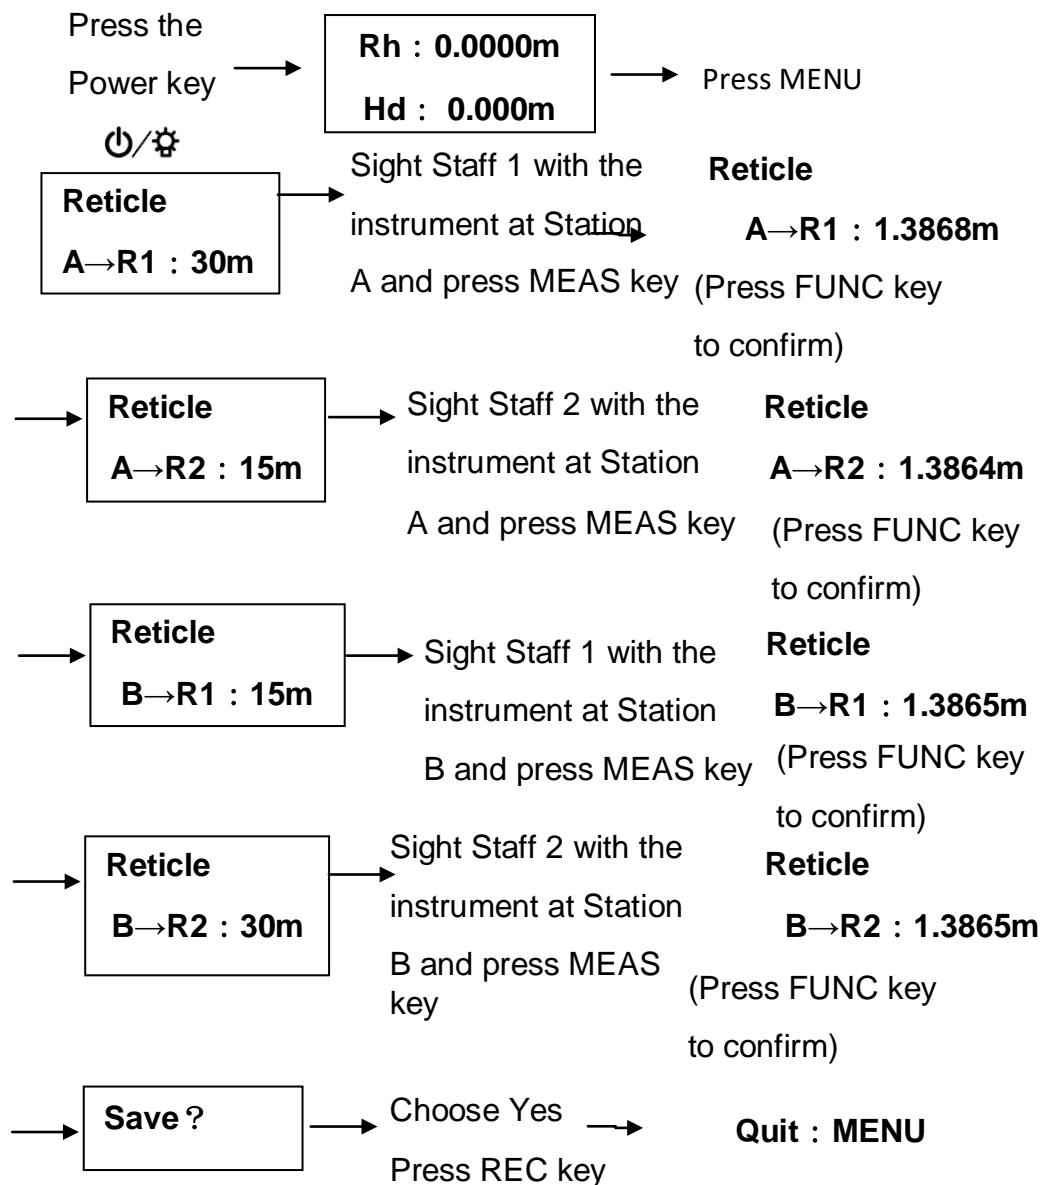 Press the
Power key
Rh：0.0000m
Hd： 0.000m
Press MENU
Reticle
A→R1：30m
Sight Staff 1 with the
instrument at Station
A and press MEAS key
Reticle
A→R1：1.3868m
(Press FUNC key
to confirm)
Reticle
A→R2：15m
Sight Staff 2 with the
instrument at Station
A and press MEAS key
Reticle
A→R2：1.3864m
(Press FUNC key
to confirm)
Reticle
B→R1：15m
Sight Staff 1 with the
instrument at Station
B and press MEAS key
Reticle
B→R1：1.3865m
(Press FUNC key
to confirm)
Reticle
B→R2：30m
Sight Staff 2 with the
instrument at Station
B and press MEAS
key
Reticle
B→R2：1.3865m
(Press FUNC key
to confirm)
Save？
Choose Yes
Press REC key
Quit：MENU